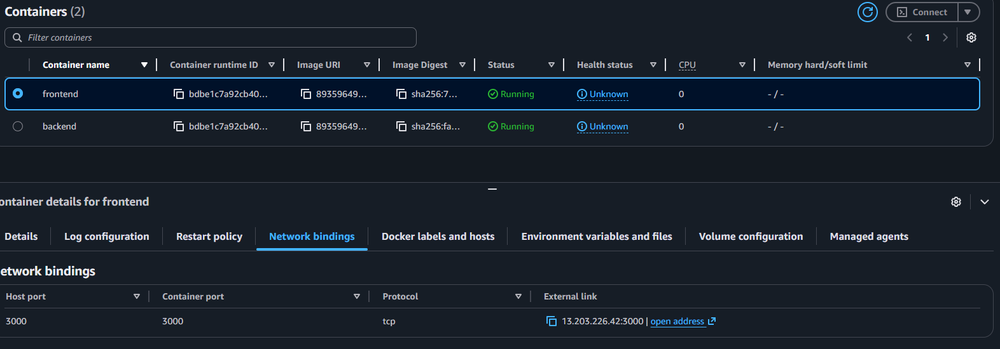 Containers (2)
Connect
Filter containers
1
Container name Container runtime ID Image URI Image Digest Status Health status CPU Memory hard/soft limit
frontend bdbe1c7a92cb40... 89359649... sha256:7... Running Unknown 0 - / -
backend bdbe1c7a92cb40... 89359649... sha256:fa... Running Unknown 0 - / -
ontainer details for frontend
Details Log configuration Restart policy Network bindings Docker labels and hosts Environment variables and files Volume configuration Managed agents
etwork bindings
Host port Container port Protocol External link
3000 3000 tcp 13.203.226.42:3000 | open address